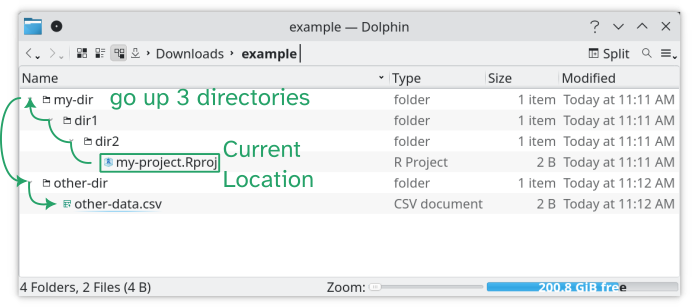 example — Dolphin
Downloads example Split
Name Type Size Modified
my-dir go up 3 directories folder 1 item Today at 11:11 AM
dir1 folder 1 item Today at 11:11 AM
dir2 folder 1 item Today at 11:11 AM
my-project.Rproj R Project 2 B Today at 11:11 AM
Current
Location
other-dir folder 1 item Today at 11:12 AM
other-data.csv CSV document 2 B Today at 11:12 AM
4 Folders, 2 Files (4 B) Zoom: 200.8 GiB free